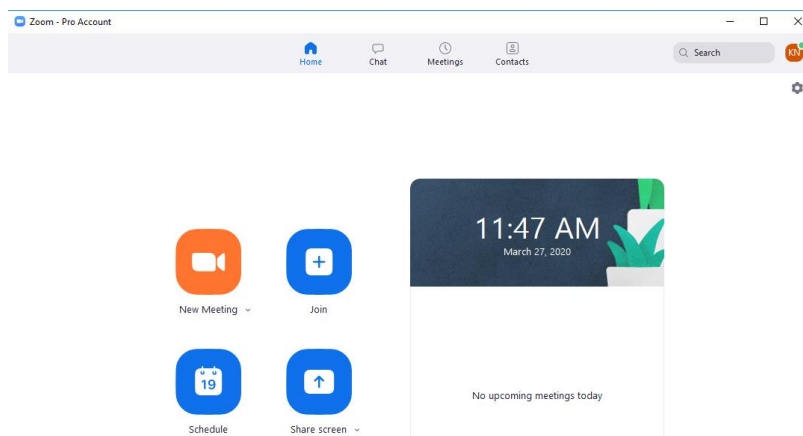 Zoom - Pro Account
Home
Chat
Meetings
Contacts
Search
KN
11:47 AM
March 27, 2020
New Meeting
Join
19
Schedule
Share screen
No upcoming meetings today